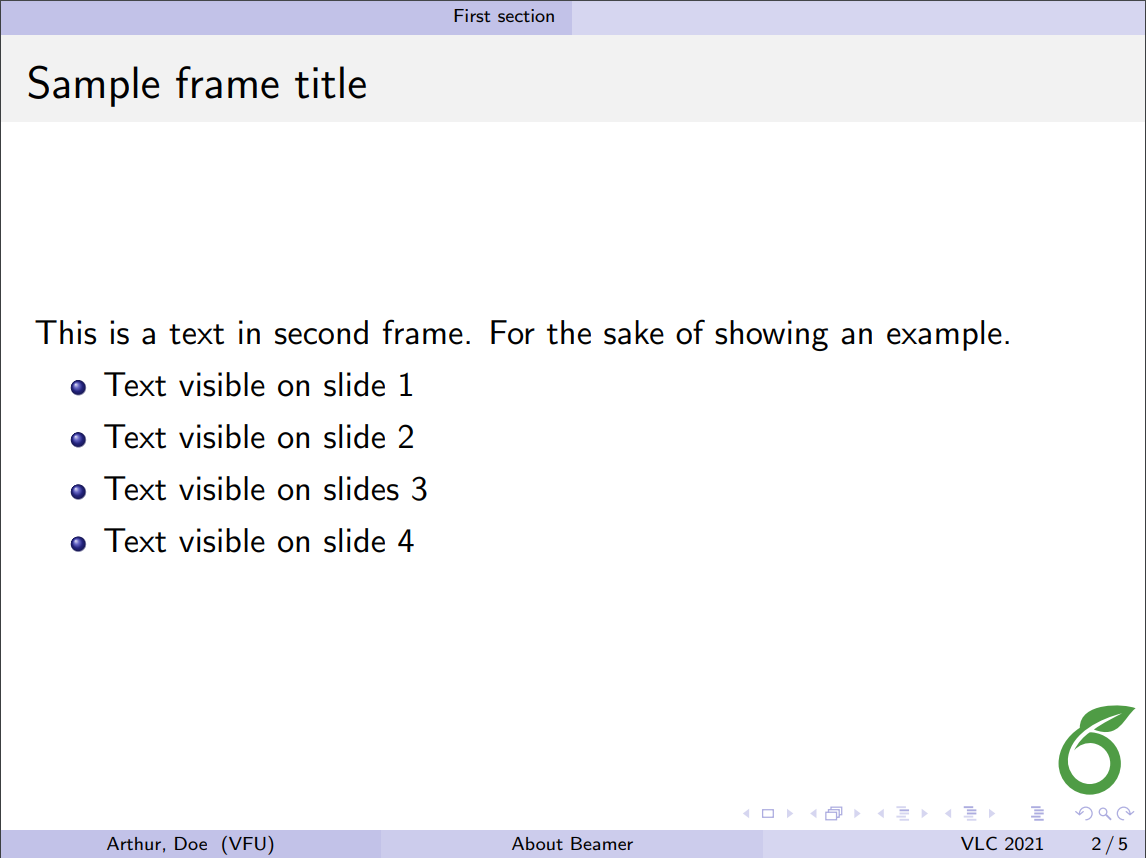 First section
Sample frame title
This is a text in second frame. For the sake of showing an example.
Text visible on slide 1
Text visible on slide 2
Text visible on slides 3
Text visible on slide 4
Arthur, Doe (VFU) About Beamer VLC 2021 2 / 5